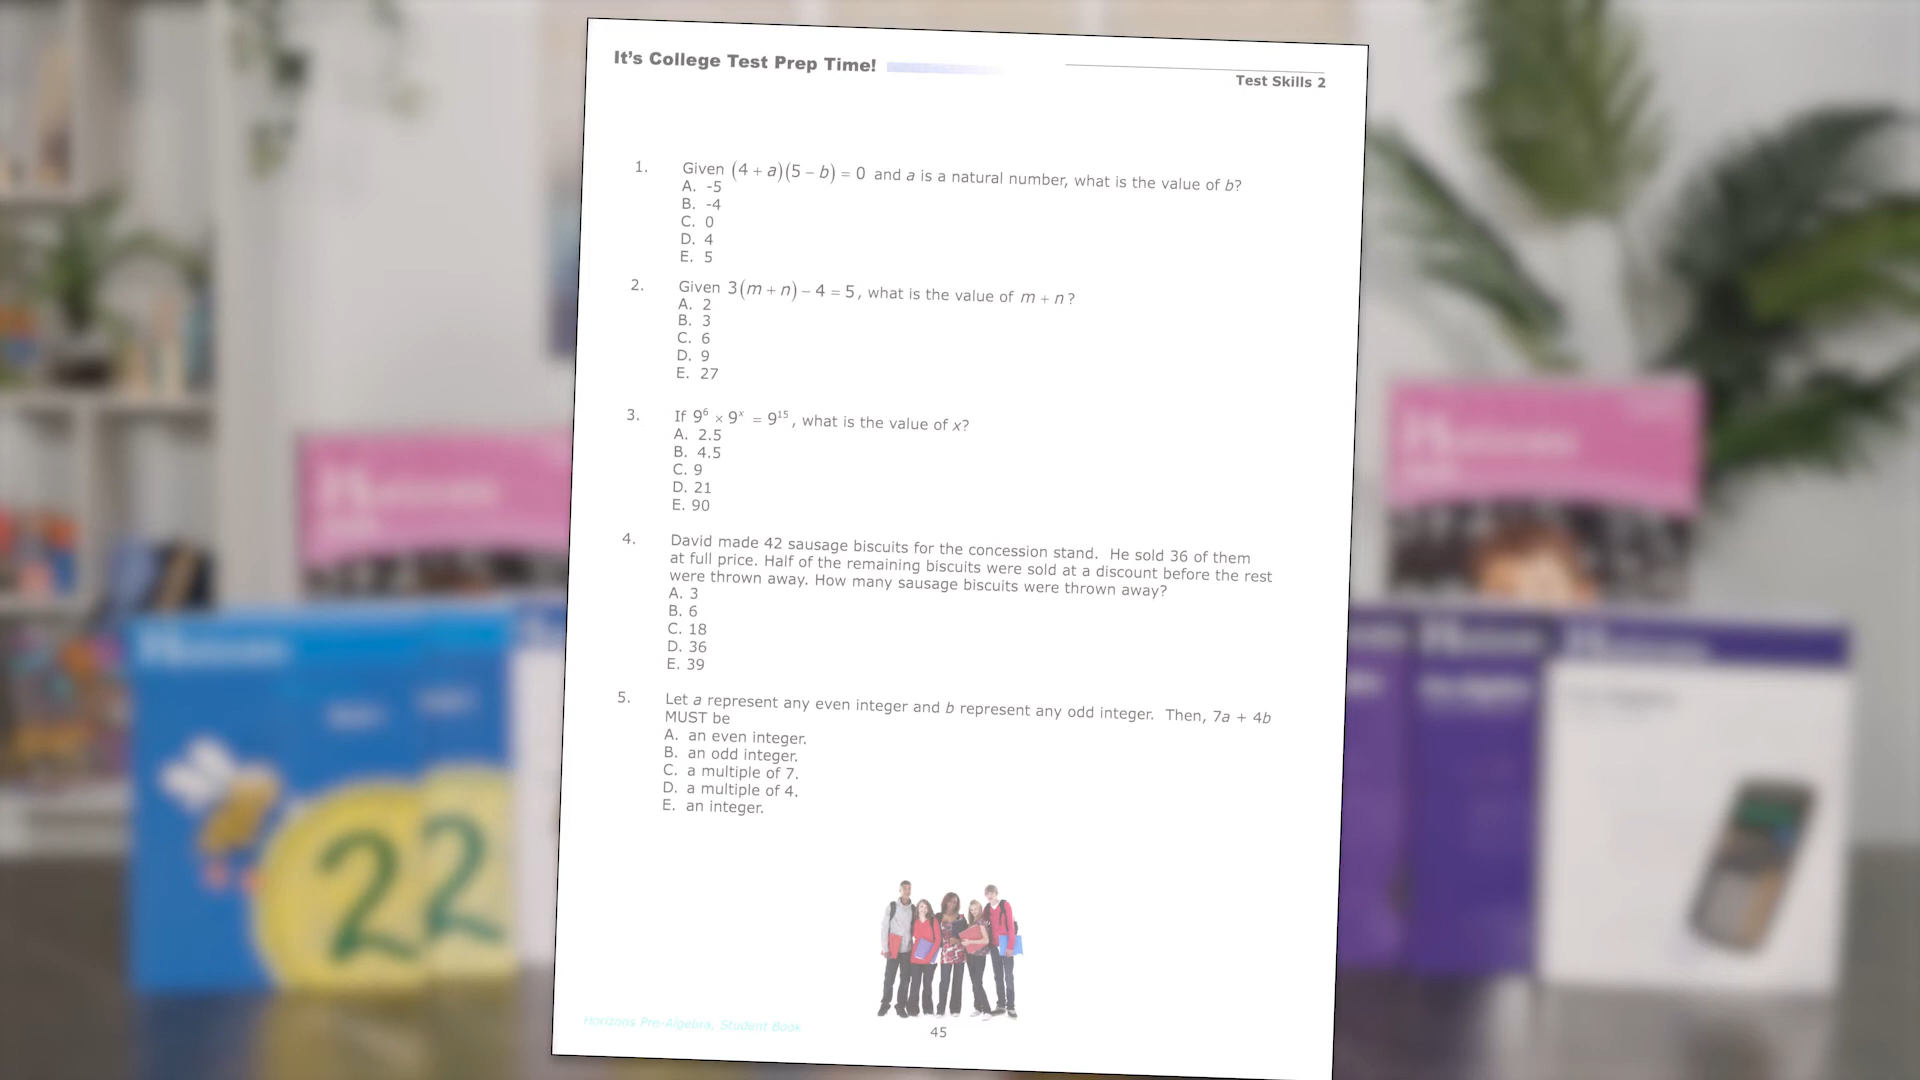 It's College Test Prep Time!
Test Skills 2
1. Given (4 + a)(5 – b) = 0 and a is a natural number, what is the value of b?
A. -5
B. -4
C. 0
D. 4
E. 5
2. Given 3(m + n) – 4 = 5, what is the value of m + n?
A. 2
B. 3
C. 6
D. 9
E. 27
3. If 9⁶ × 9ˣ = 9¹⁵, what is the value of x?
A. 2.5
B. 4.5
C. 9
D. 21
E. 90
4. David made 42 sausage biscuits for the concession stand. He sold 36 of them
at full price. Half of the remaining biscuits were sold at a discount before the rest
were thrown away. How many sausage biscuits were thrown away?
A. 3
B. 6
C. 18
D. 36
E. 39
5. Let a represent any even integer and b represent any odd integer. Then, 7a + 4b
MUST be
A. an even integer.
B. an odd integer.
C. a multiple of 7.
D. a multiple of 4.
E. an integer.
Horizons Pre-Algebra, Student Book
45
Horizons
Horizons
Horizons
22
Horizons
Horizons